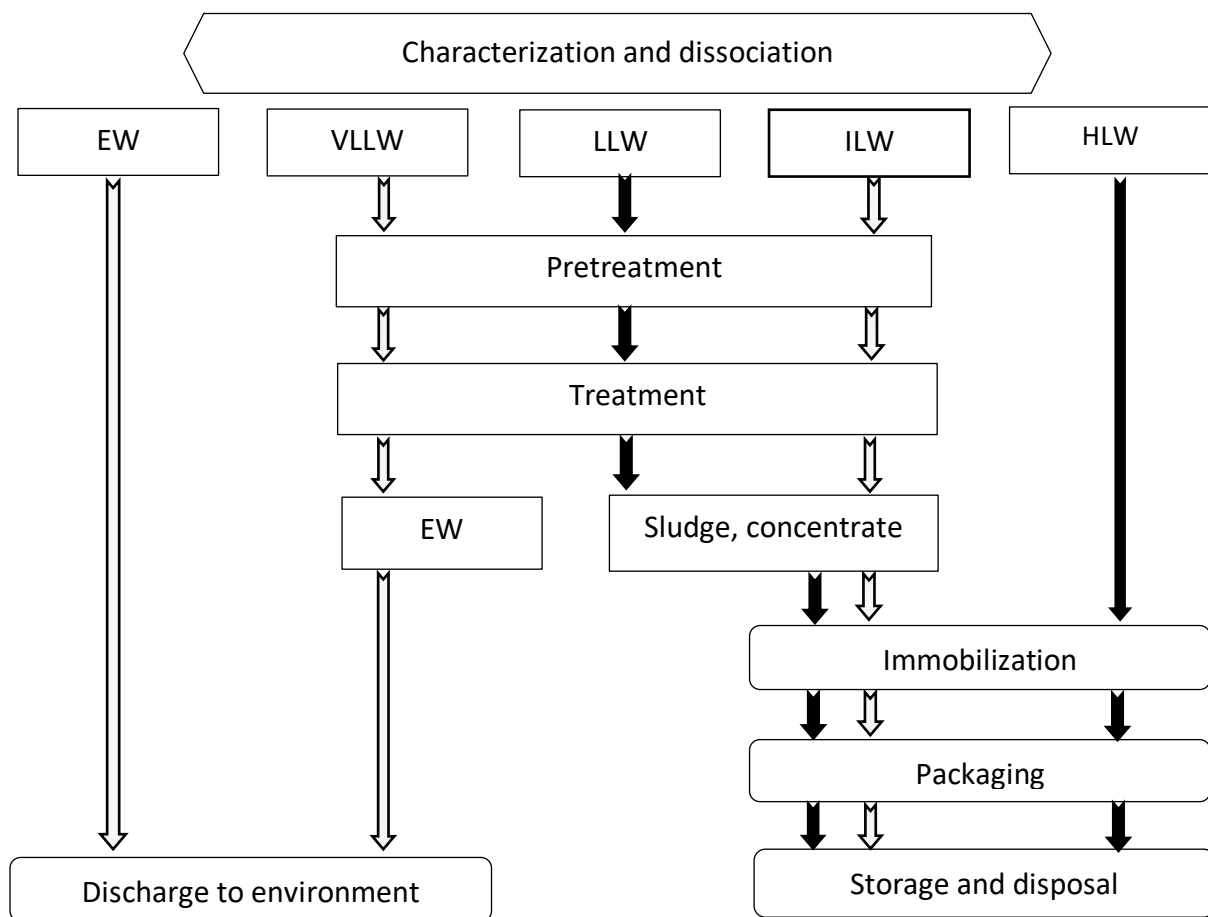 Characterization and dissociation
EW
VLLW
LLW
ILW
HLW
Pretreatment
Treatment
EW
Sludge, concentrate
Immobilization
Packaging
Discharge to environment
Storage and disposal